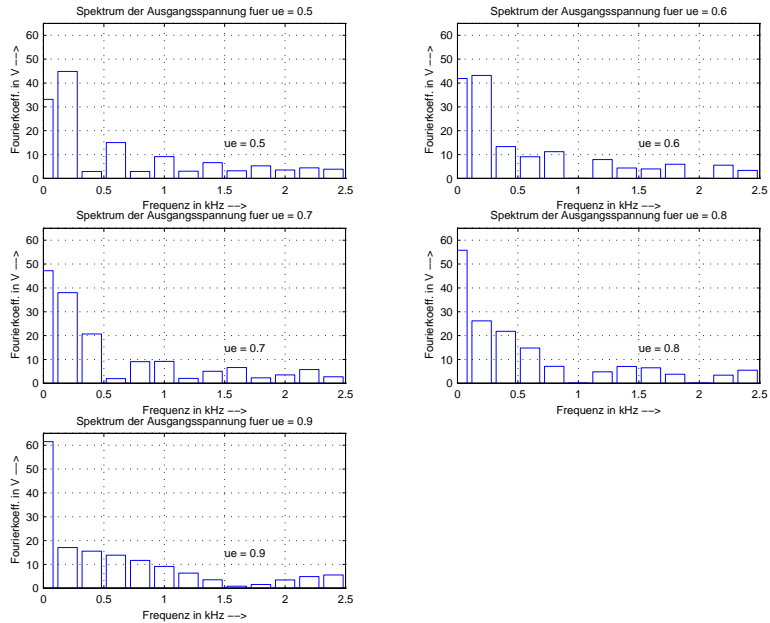 Spektrum der Ausgangsspannung fuer ue = 0.5
Fourierkoeff. in V −−>
60
50
40
30
20
10
0
ue = 0.5
0 0.5 1 1.5 2 2.5
Frequenz in kHz −−>
Spektrum der Ausgangsspannung fuer ue = 0.6
Fourierkoeff. in V −−>
60
50
40
30
20
10
0
ue = 0.6
0 0.5 1 1.5 2 2.5
Frequenz in kHz −−>
Spektrum der Ausgangsspannung fuer ue = 0.7
Fourierkoeff. in V −−>
60
50
40
30
20
10
0
ue = 0.7
0 0.5 1 1.5 2 2.5
Frequenz in kHz −−>
Spektrum der Ausgangsspannung fuer ue = 0.8
Fourierkoeff. in V −−>
60
50
40
30
20
10
0
ue = 0.8
0 0.5 1 1.5 2 2.5
Frequenz in kHz −−>
Spektrum der Ausgangsspannung fuer ue = 0.9
Fourierkoeff. in V −−>
60
50
40
30
20
10
0
ue = 0.9
0 0.5 1 1.5 2 2.5
Frequenz in kHz −−>